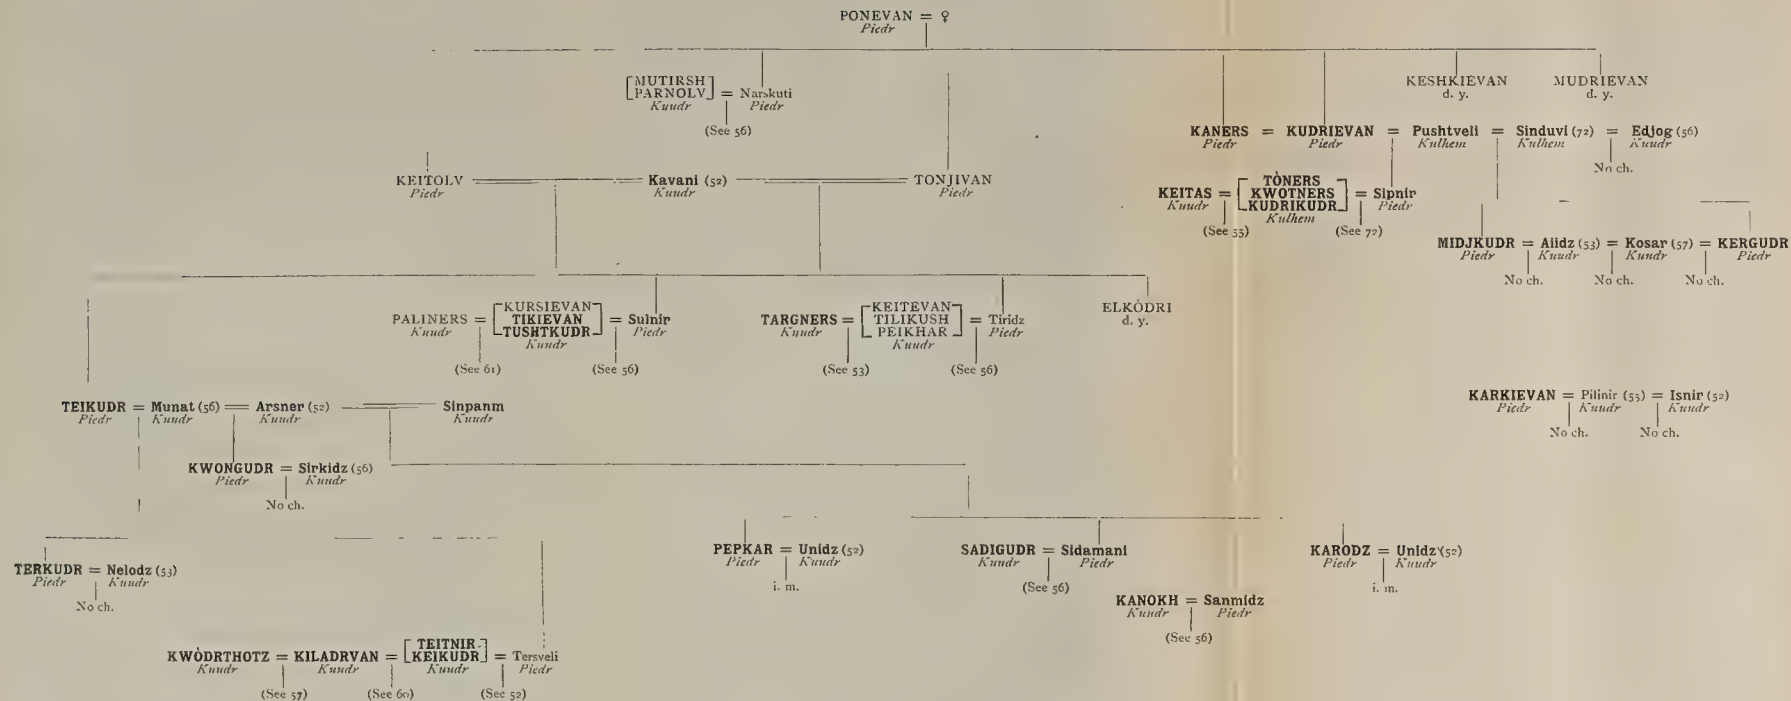 PONEVAN = ♀
Piedr
[MUTIRSH
PARNOLV] = Narskuti
Kuudr Piedr
(See 56)
KESHKIEVAN MUDRIEVAN
d. y. d. y.
KANERS = KUDRIEVAN = Pushtveli = Sinduvi (72) = Edjog (56)
Piedr Piedr Kulhem Kulhem Kuudr
No ch.
KEITOLV = Kavani (52) = TONJIVAN
Piedr Kuudr Piedr
KEITAS = [TÒNERS
KWOTNERS
KUDRIKUDR] = Sipnir
Kuudr Kulhem Piedr
(See 55) (See 72)
MIDJKUDR = Aliidz (53) = Kosar (57) = KERGUDR
Piedr Kuudr Kuudr Piedr
No ch. No ch. No ch.
PALINERS = [KURSIEVAN
TIKIEVAN
TUSHTKUDR] = Sulnir
Kuudr Kuudr Piedr
(See 61) (See 56)
TARGNERS = [KEITEVAN
TILIKUSH
PEIKHAR] = Tiridz
Kuudr Kuudr Piedr
(See 53) (See 56)
ELKÒDRI
d. y.
TEIKUDR = Munat (56) = Arsner (52) = Sinpanm
Piedr Kuudr Kuudr Kuudr
KARKIEVAN = Pilinir (55) = Isnir (52)
Piedr Kuudr Kuudr
No ch. No ch.
KWONGUDR = Sirkidz (56)
Piedr Kuudr
No ch.
TERKUDR = Nelodz (53)
Piedr Kuudr
No ch.
PEPKAR = Unidz (52)
Piedr Kuudr
i. m.
SADIGUDR = Sidamani
Kuudr Piedr
(See 56)
KARODZ = Unidz (52)
Piedr Kuudr
i. m.
KANOKH = Sanmidz
Kuudr Piedr
(See 56)
KWÒDRTHOTZ = KILADRVAN = [TEITNIR
KEIKUDR] = Tersveli
Kuudr Kuudr Kuudr Piedr
(See 57) (See 60) (See 52)